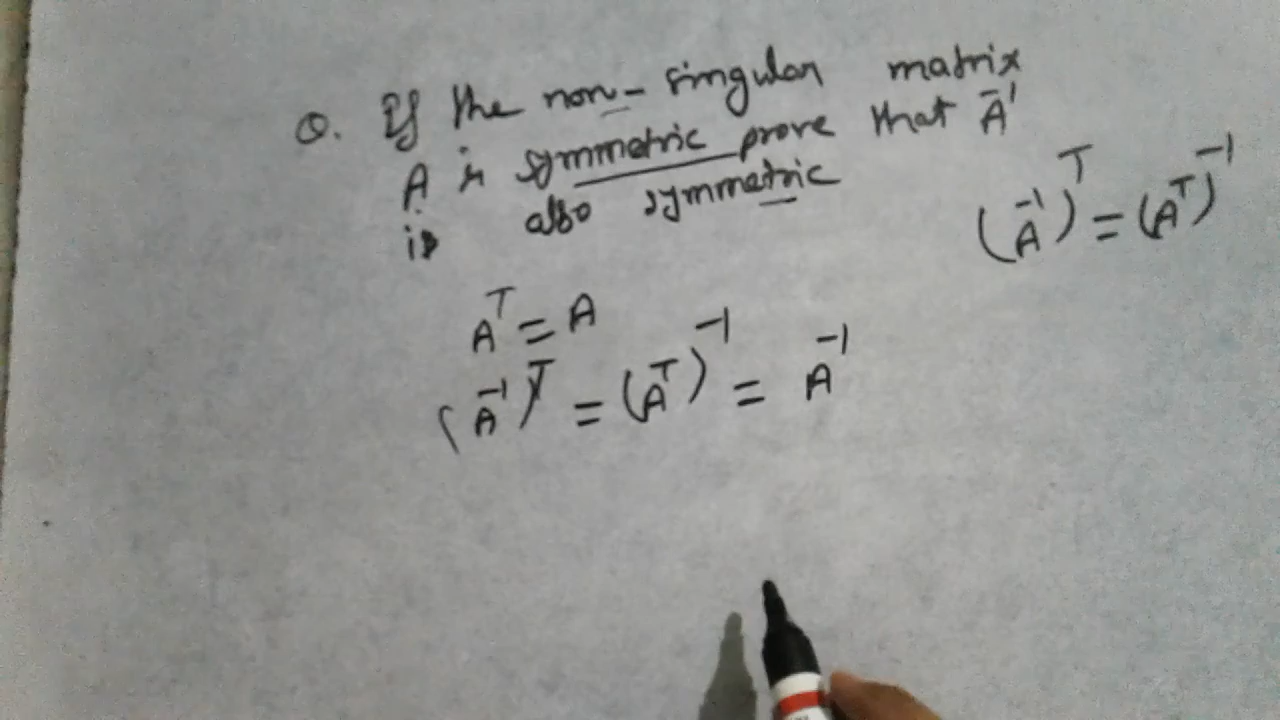 Q. If the non-singular matrix
A is symmetric prove that A⁻¹
is also symmetric
(A⁻¹)ᵀ = (Aᵀ)⁻¹
Aᵀ = A
(A⁻¹)ᵀ = (Aᵀ)⁻¹ = A⁻¹